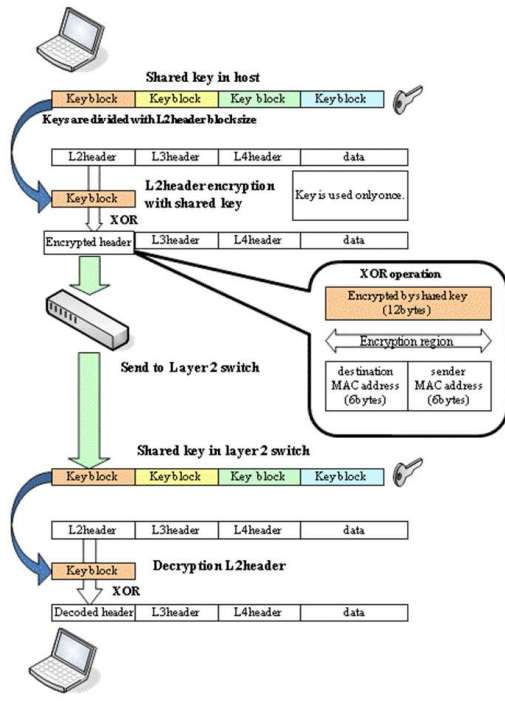 Shared key in host
Keyblock Keyblock Key block Keyblock
Keys are divided with L2header blocksize
L2header L3header L4header data
Keyblock
L2header encryption
with shared key
Key is used only once.
XOR
Encrypted header L3header L4header data
XOR operation
Encrypted by shared key
(12bytes)
Encryption region
destination
MAC address
(6bytes)
sender
MAC address
(6bytes)
Send to Layer 2 switch
Shared key in layer 2 switch
Keyblock Keyblock Key block Keyblock
L2header L3header L4header data
Keyblock
Decryption L2header
XOR
Decoded header L3header L4header data